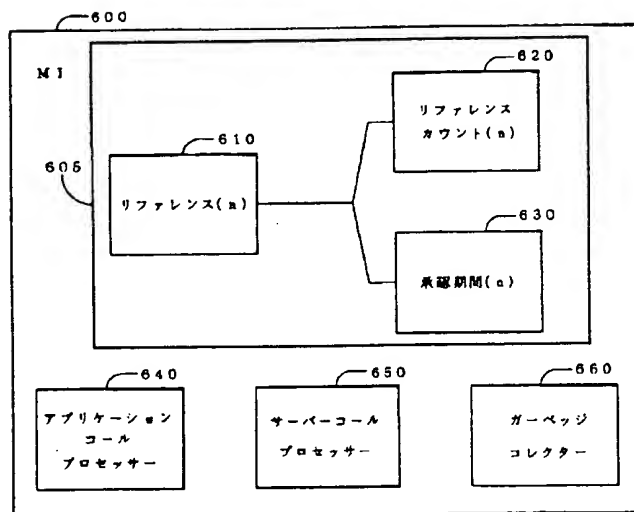 600
MI
620
リファレンス
カウント(n)
610
605
リファレンス(n)
630
承認期間(n)
640
650
660
アプリケーション
コール
プロセッサー
サーバーコール
プロセッサー
ガーベッジ
コレクター